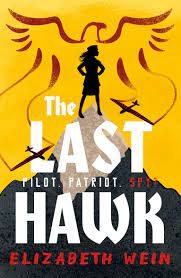 The
LAST
PILOT. PATRIOT. SPY?
HAWK
ELIZABETH WEIN